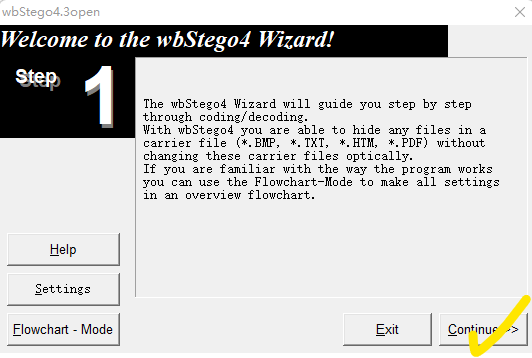 wbStego4.3open
Welcome to the wbStego4 Wizard!
Step 1
The wbStego4 Wizard will guide you step by step
through coding/decoding.
With wbStego4 you are able to hide any files in a
carrier file (*.BMP, *.TXT, *.HTM, *.PDF) without
changing these carrier files optically.
If you are familiar with the way the program works
you can use the Flowchart-Mode to make all settings
in an overview flowchart.
Help
Settings
Flowchart - Mode
Exit
Continue >>